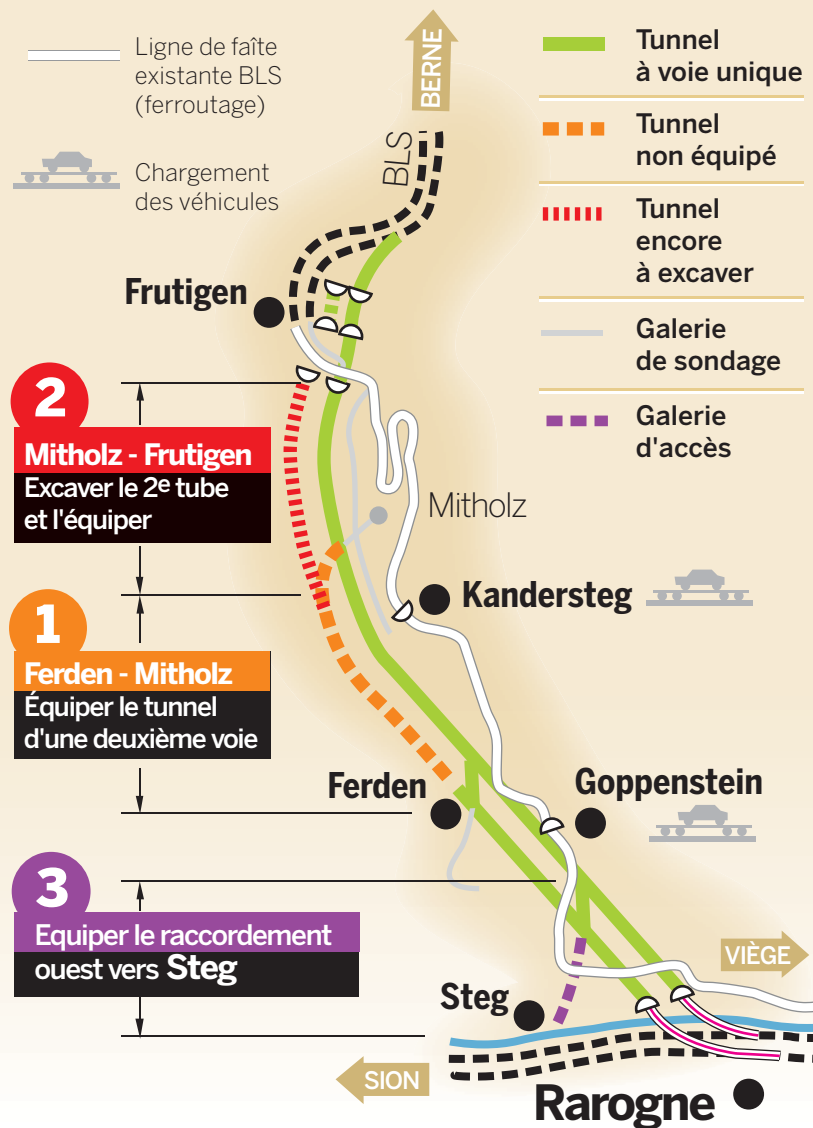 Ligne de faîte
existante BLS
(ferroutage)
Chargement
des véhicules
BERNE
BLS
Tunnel
à voie unique
Tunnel
non équipé
Tunnel
encore
à excaver
Galerie
de sondage
Galerie
d'accès
Frutigen
2
Mitholz - Frutigen
Excaver le 2e tube
et l'équiper
Mitholz
Kandersteg
1
Ferden - Mitholz
Équiper le tunnel
d'une deuxième voie
Ferden
Goppenstein
3
Equiper le raccordement
ouest vers Steg
VIÈGE
Steg
SION
Rarogne